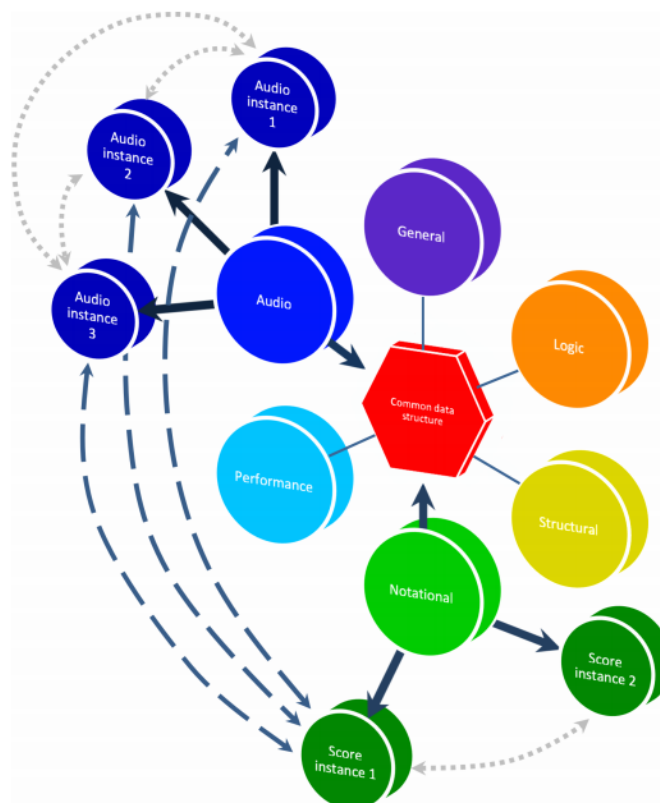 Audio
instance
1
Audio
instance
2
General
Audio
Audio
instance
3
Logic
Common data
structure
Performance
Structural
Notational
Score
instance 2
Score
instance 1